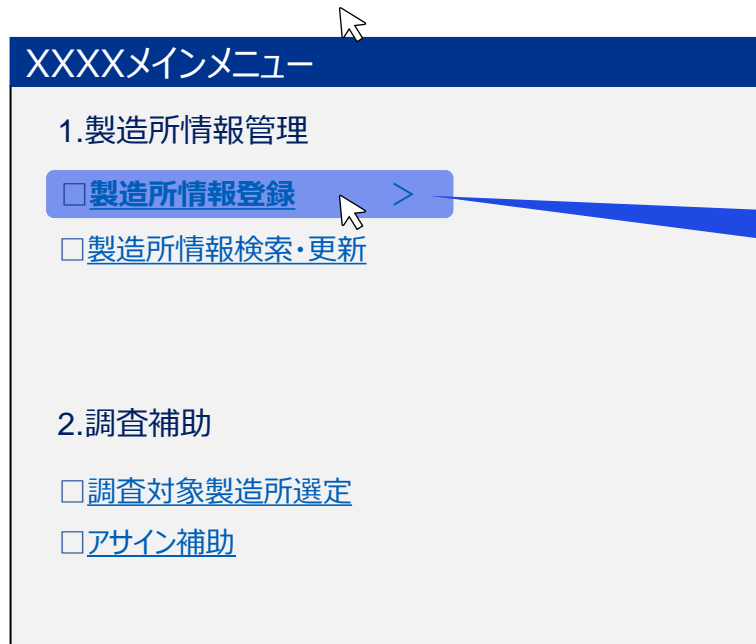 XXXXメインメニュー
1.製造所情報管理
□製造所情報登録 >
□製造所情報検索・更新
2.調査補助
□調査対象製造所選定
□アサイン補助